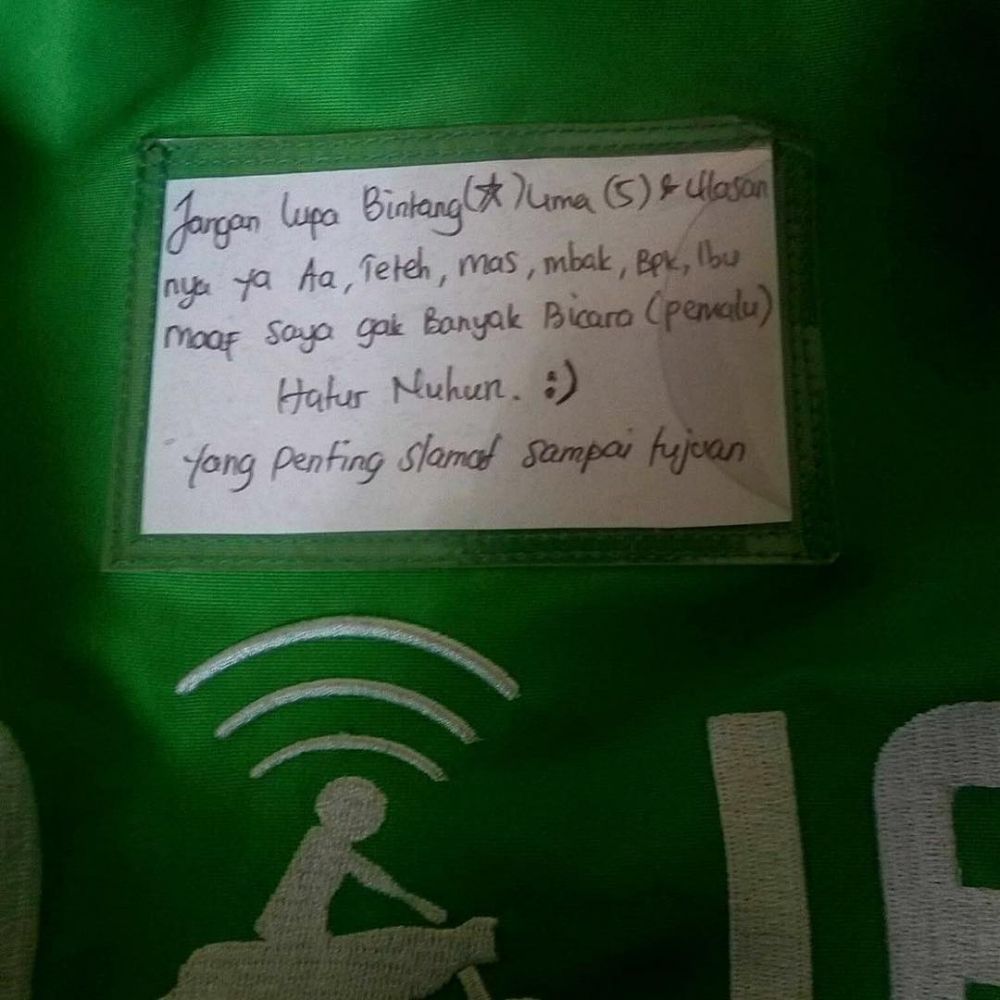 Jangan lupa Bintang(★)Lima (5) & Ulasan
nya ya Aa, Teteh, mas, mbak, Bpk, Ibu
maaf saya gak Banyak Bicara (pemalu)
Hatur Nuhun. :)
Yang penting slamat sampai tujuan